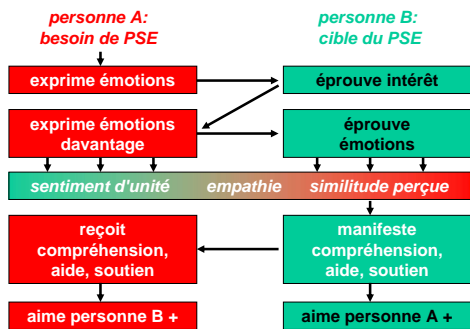 personne A:
besoin de PSE
personne B:
cible du PSE
exprime émotions
éprouve intérêt
exprime émotions
davantage
éprouve
émotions
sentiment d'unité empathie similitude perçue
reçoit
compréhension,
aide, soutien
manifeste
compréhension,
aide, soutien
aime personne B +
aime personne A +